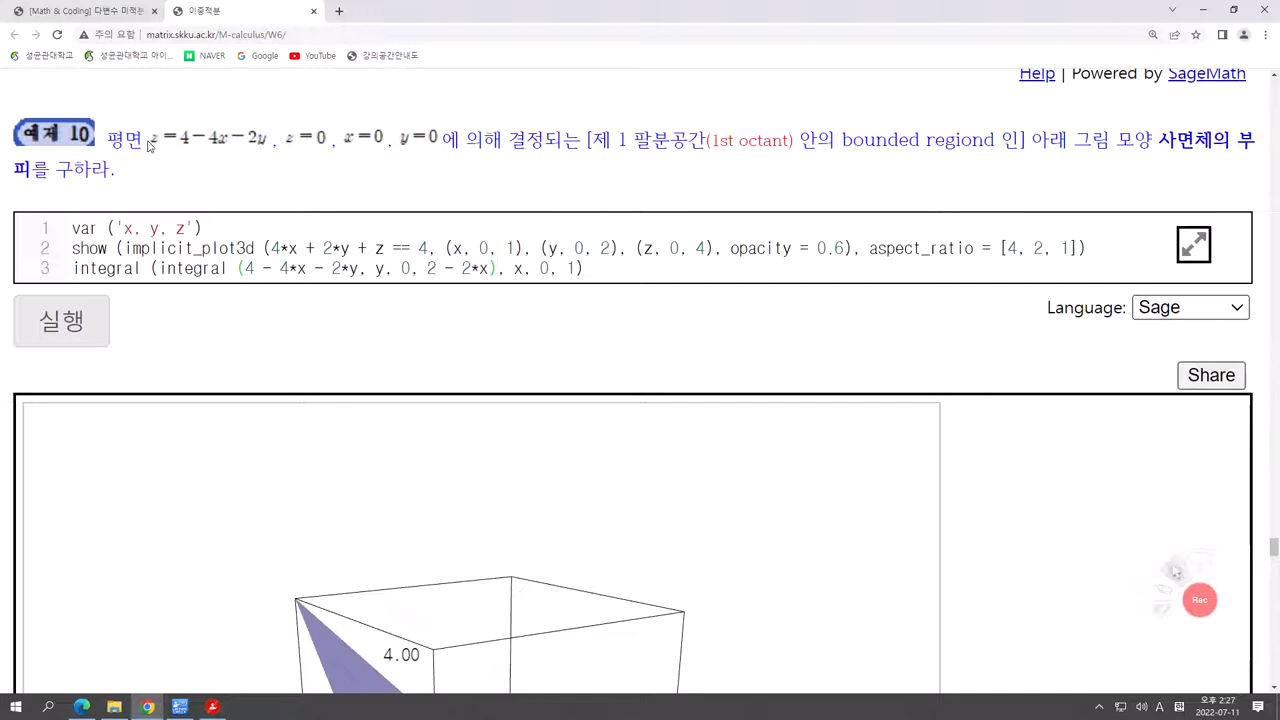 [Math & Coding] 다변수 미적분
이중적분
주의 요함 | matrix.skku.ac.kr/M-calculus/W6/
성균관대학교
성균관대학교 아이...
NAVER
Google
YouTube
강의공간안내도
Help | Powered by SageMath
예제 10 평면 z=4-4x-2y, z=0, x=0, y=0 에 의해 결정되는 [제 1 팔분공간(1st octant) 안의 bounded regiond 인] 아래 그림 모양 사면체의 부
피를 구하라.
1 var ('x, y, z')
2 show (implicit_plot3d (4*x + 2*y + z == 4, (x, 0, 1), (y, 0, 2), (z, 0, 4), opacity = 0.6), aspect_ratio = [4, 2, 1])
3 integral (integral (4 - 4*x - 2*y, y, 0, 2 - 2*x), x, 0, 1)
실행
Language: Sage
Share
4.00
Rec
A
한
오후 2:27
2022-07-11